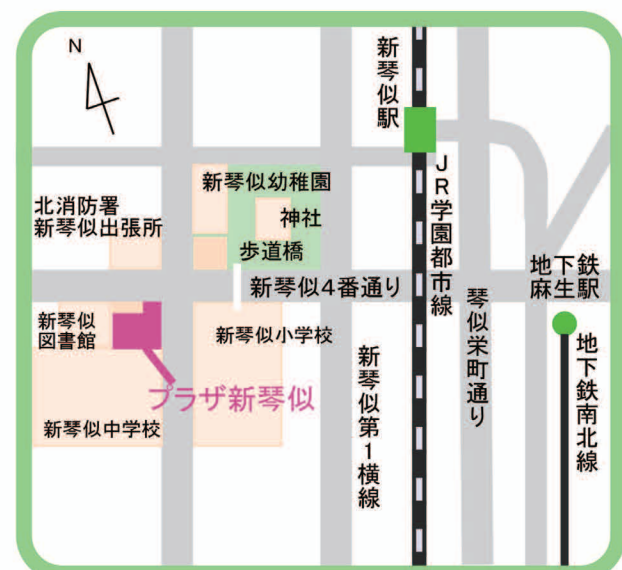 N
新琴似駅
新琴似幼稚園
神社
北消防署
新琴似出張所
歩道橋
JR学園都市線
新琴似4番通り
地下鉄
麻生駅
新琴似
図書館
新琴似小学校
プラザ新琴似
新琴似中学校
新琴似第1横線
琴似栄町通り
地下鉄南北線